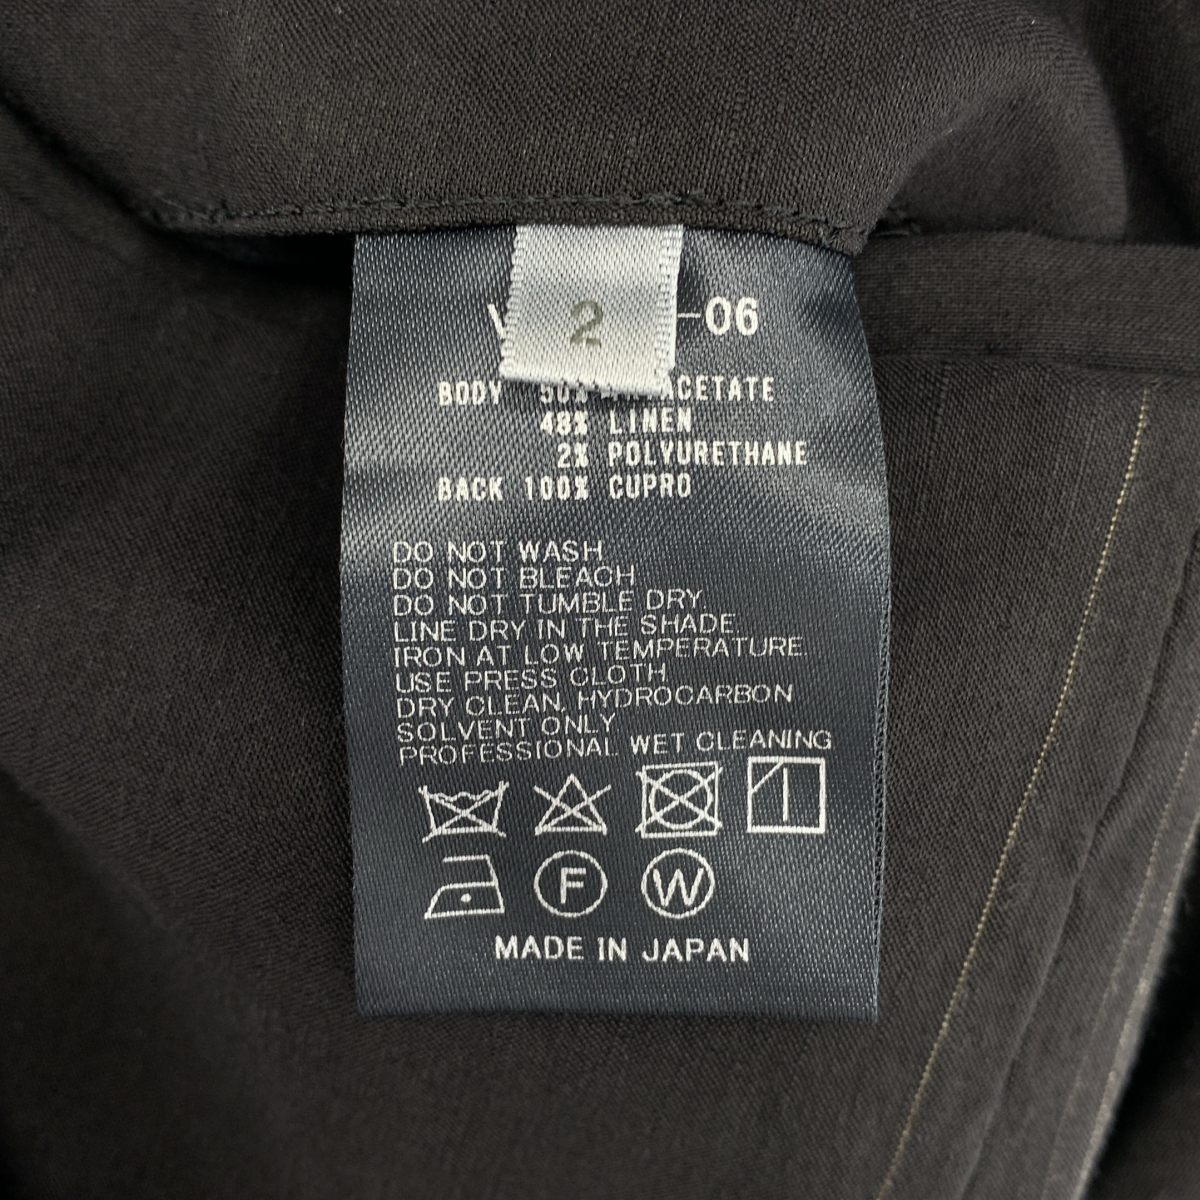 2
-06
BODY 50% ACETATE
48% LINEN
2% POLYURETHANE
BACK 100% CUPRO
DO NOT WASH
DO NOT BLEACH
DO NOT TUMBLE DRY
LINE DRY IN THE SHADE
IRON AT LOW TEMPERATURE
USE PRESS CLOTH
DRY CLEAN, HYDROCARBON
SOLVENT ONLY
PROFESSIONAL WET CLEANING
F W
MADE IN JAPAN